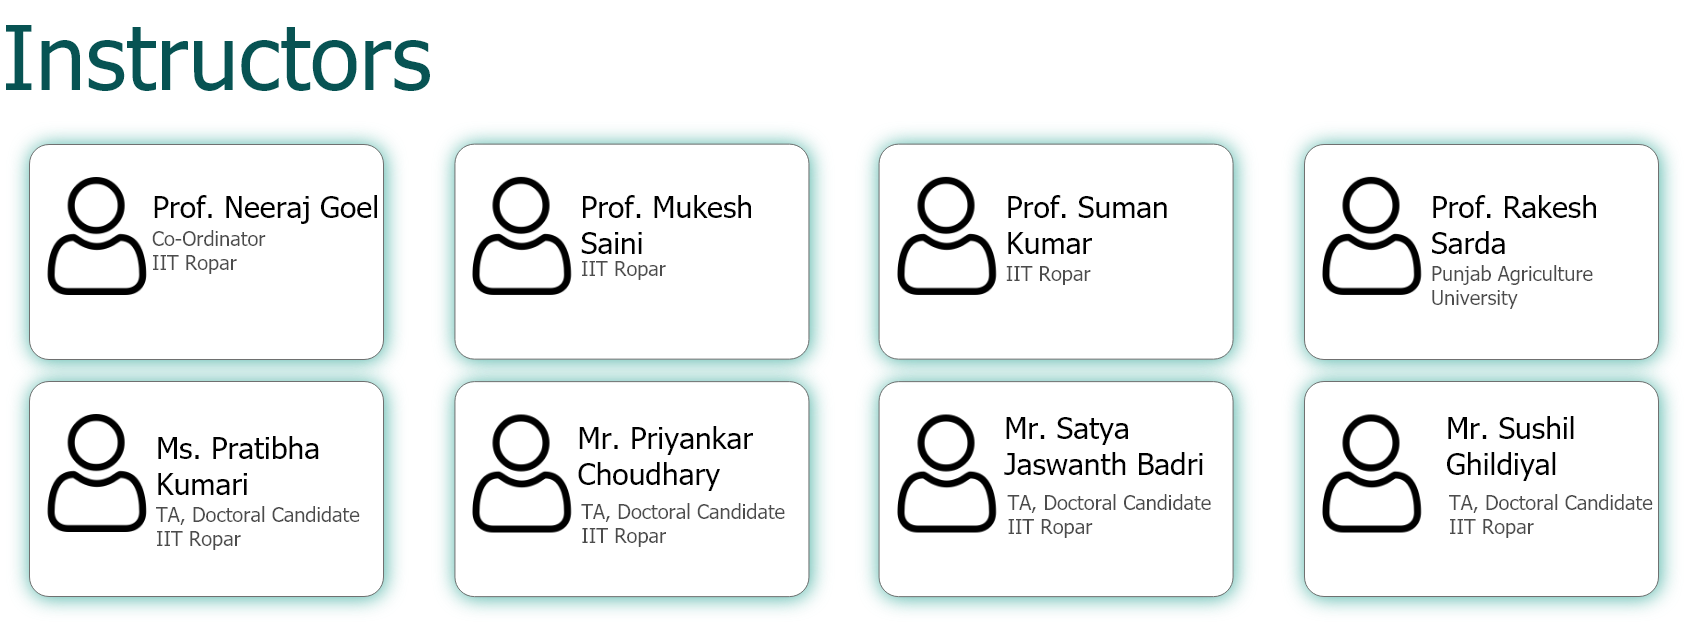 Instructors
Prof. Neeraj Goel
Co-Ordinator
IIT Ropar
Prof. Mukesh
Saini
IIT Ropar
Prof. Suman
Kumar
IIT Ropar
Prof. Rakesh
Sarda
Punjab Agriculture
University
Ms. Pratibha
Kumari
TA, Doctoral Candidate
IIT Ropar
Mr. Priyankar
Choudhary
TA, Doctoral Candidate
IIT Ropar
Mr. Satya
Jaswanth Badri
TA, Doctoral Candidate
IIT Ropar
Mr. Sushil
Ghildiyal
TA, Doctoral Candidate
IIT Ropar